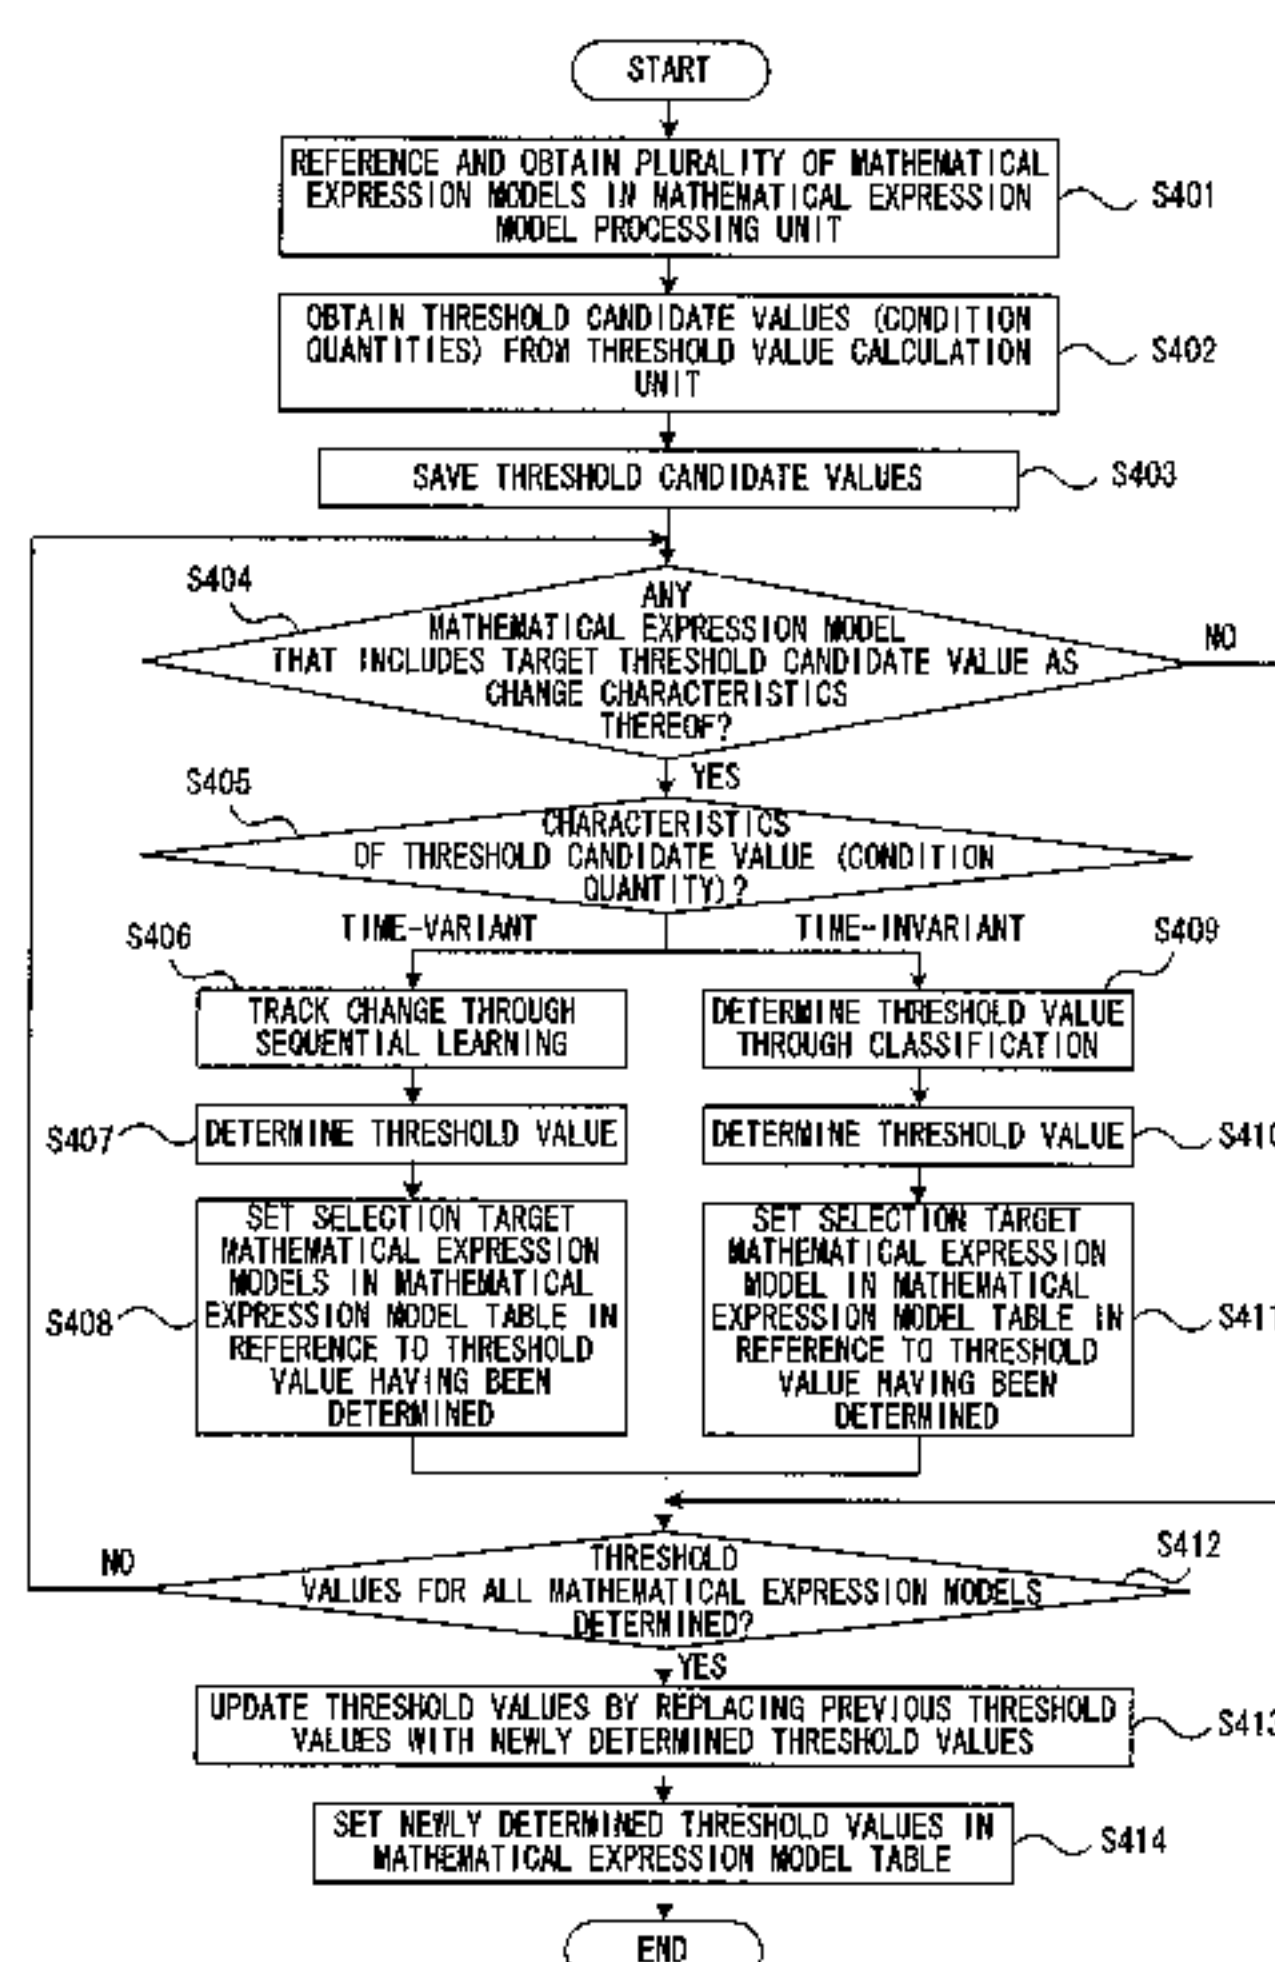 START
REFERENCE AND OBTAIN PLURALITY OF MATHEMATICAL
EXPRESSION MODELS IN MATHEMATICAL EXPRESSION
MODEL PROCESSING UNIT
S401
OBTAIN THRESHOLD CANDIDATE VALUES (CONDITION
QUANTITIES) FROM THRESHOLD VALUE CALCULATION
UNIT
S402
SAVE THRESHOLD CANDIDATE VALUES
S403
S404
ANY
MATHEMATICAL EXPRESSION MODEL
THAT INCLUDES TARGET THRESHOLD CANDIDATE VALUE AS
CHANGE CHARACTERISTICS
THEREOF?
NO
YES
S405
CHARACTERISTICS
OF THRESHOLD CANDIDATE VALUE (CONDITION
QUANTITY)?
TIME-VARIANT
TIME-INVARIANT
S406
TRACK CHANGE THROUGH
SEQUENTIAL LEARNING
S409
DETERMINE THRESHOLD VALUE
THROUGH CLASSIFICATION
S407
DETERMINE THRESHOLD VALUE
DETERMINE THRESHOLD VALUE
S410
S408
SET SELECTION TARGET
MATHEMATICAL EXPRESSION
MODELS IN MATHEMATICAL
EXPRESSION MODEL TABLE IN
REFERENCE TO THRESHOLD
VALUE HAVING BEEN
DETERMINED
SET SELECTION TARGET
MATHEMATICAL EXPRESSION
MODEL IN MATHEMATICAL
EXPRESSION MODEL TABLE IN
REFERENCE TO THRESHOLD
VALUE HAVING BEEN
DETERMINED
S411
S412
THRESHOLD
VALUES FOR ALL MATHEMATICAL EXPRESSION MODELS
DETERMINED?
NO
YES
UPDATE THRESHOLD VALUES BY REPLACING PREVIOUS THRESHOLD
VALUES WITH NEWLY DETERMINED THRESHOLD VALUES
S413
SET NEWLY DETERMINED THRESHOLD VALUES IN
MATHEMATICAL EXPRESSION MODEL TABLE
S414
END